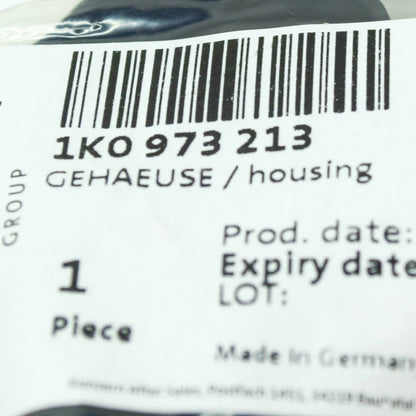 GROUP
1K0 973 213
GEHAEUSE / housing
Prod. date:
1
Expiry date
LOT:
Piece
Made In German